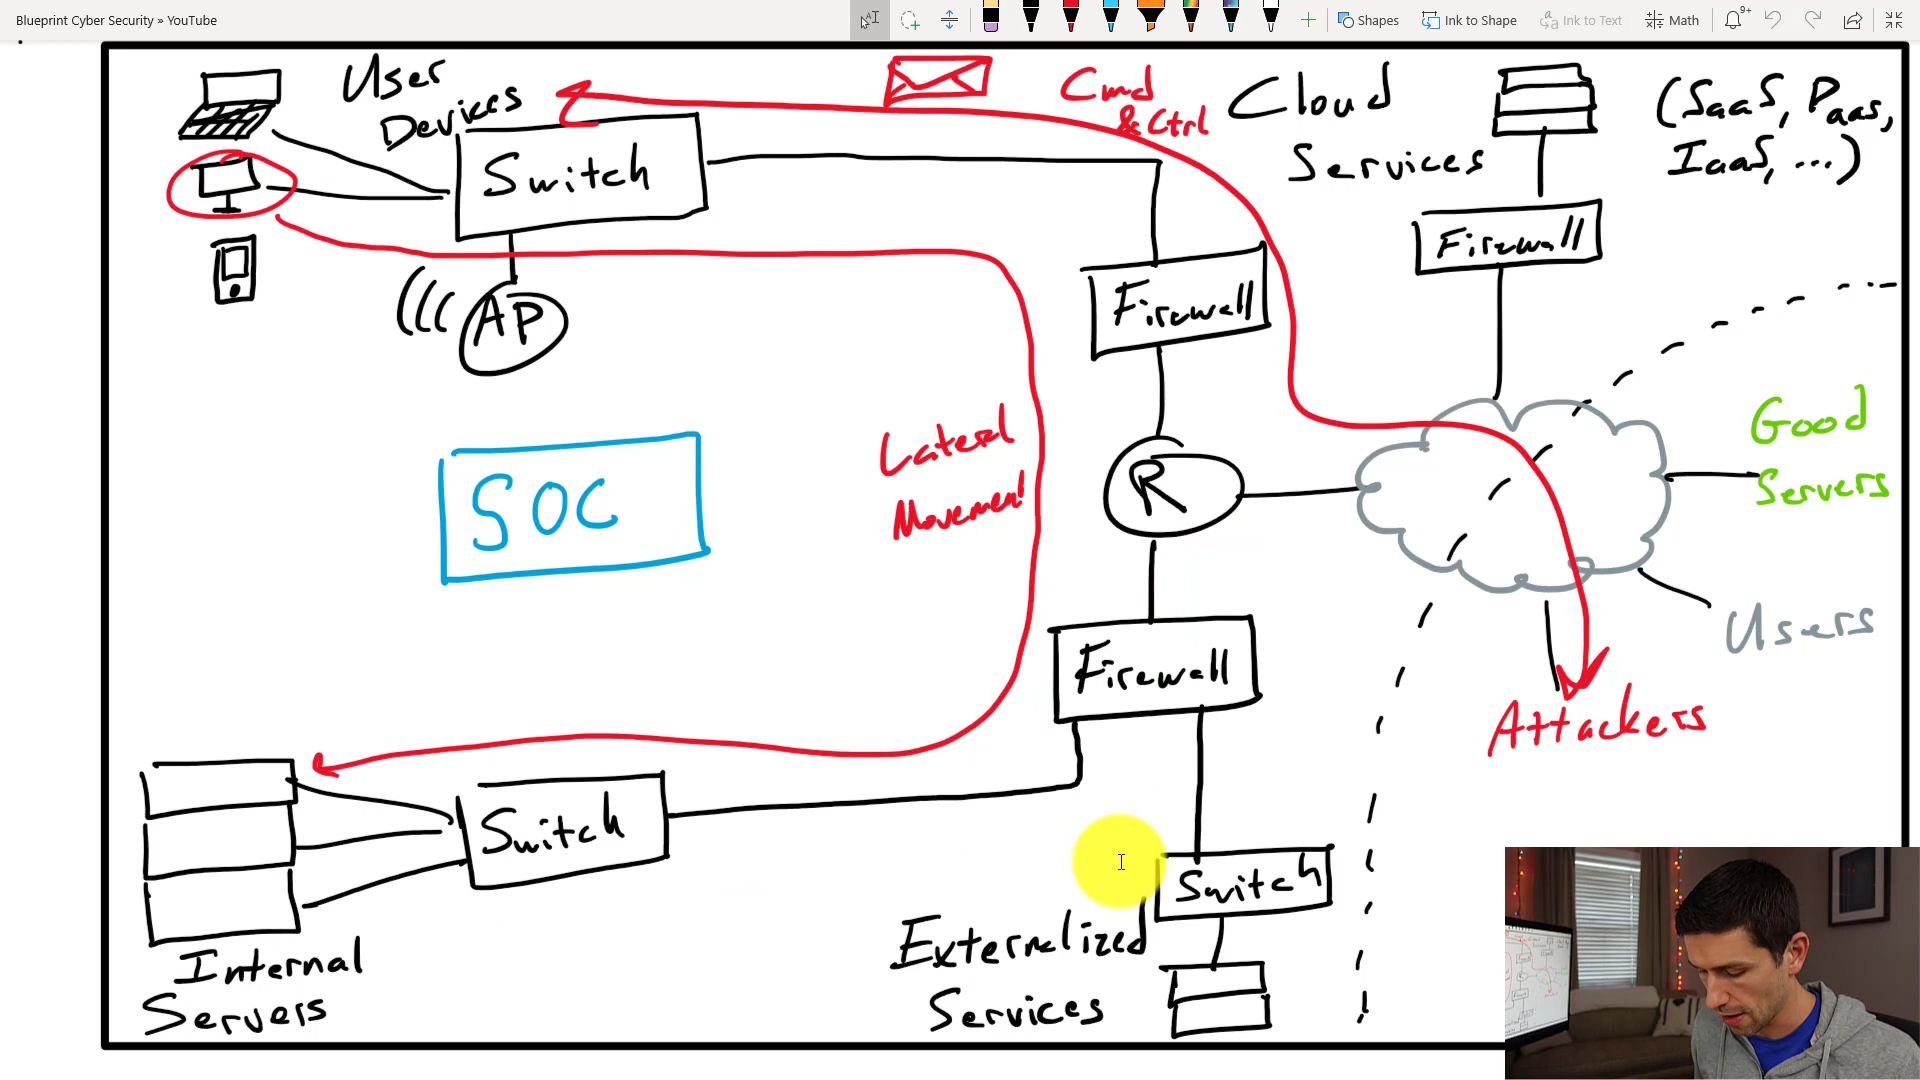 Blueprint Cyber Security » YouTube
Shapes
Ink to Shape
Ink to Text
Math
9+
User
Devices
Switch
AP
Cmd
& Ctrl
Cloud
Services
(SaaS, Paas,
IaaS, ...)
Firewall
Firewall
Good
Servers
Lateral
Movement
SOC
R
Users
Firewall
Attackers
Switch
Switch
Internal
Servers
Externalized
Services